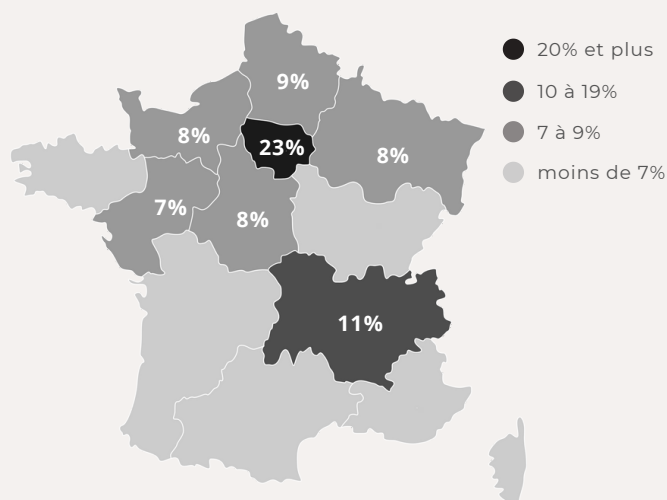 20% et plus
10 à 19%
7 à 9%
moins de 7%
9%
8%
23%
8%
7%
8%
11%